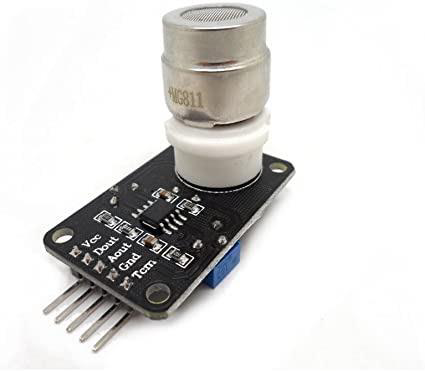 +MG811
Vcc
Dout
Aout
Gnd
Tcm